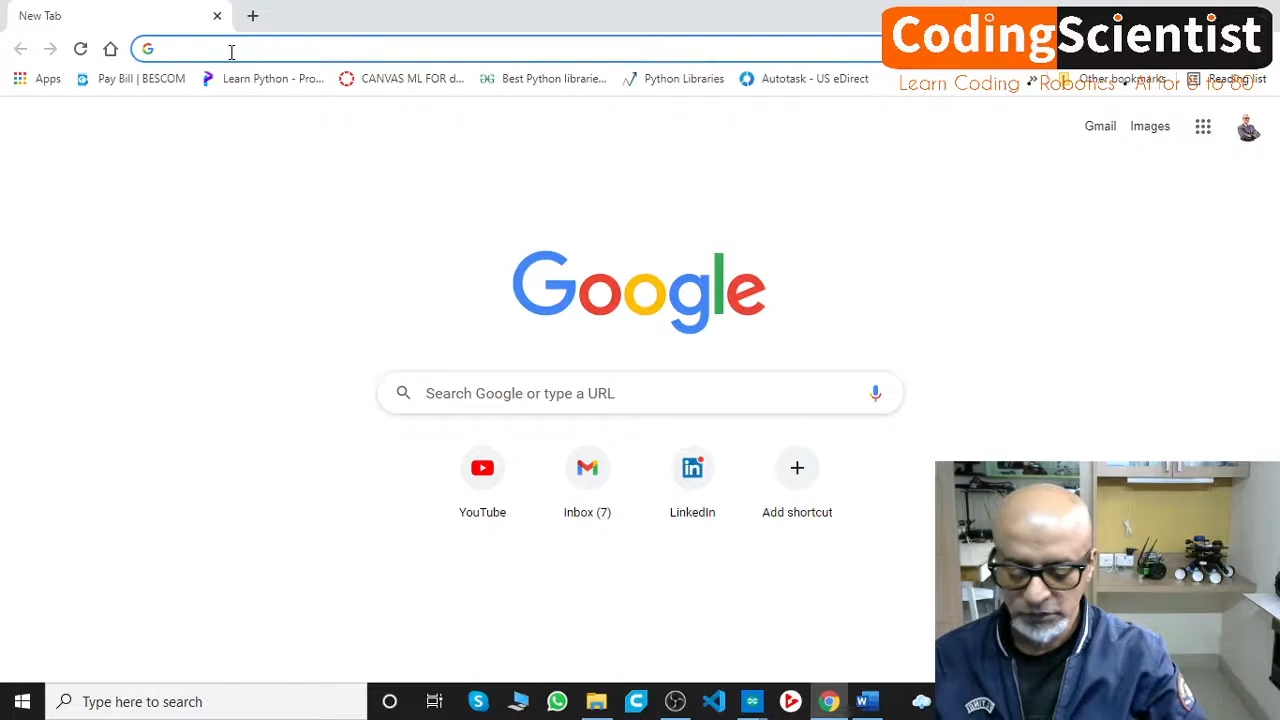 New Tab
CodingScientist
Apps
Pay Bill | BESCOM
Learn Python - Pro...
CANVAS ML FOR d...
Best Python librarie...
Python Libraries
Autotask - US eDirect
Other bookmarks
Reading list
Learn Coding • Robotics • AI for 8 to 80
Gmail
Images
Google
Search Google or type a URL
YouTube
Inbox (7)
LinkedIn
Add shortcut
Type here to search